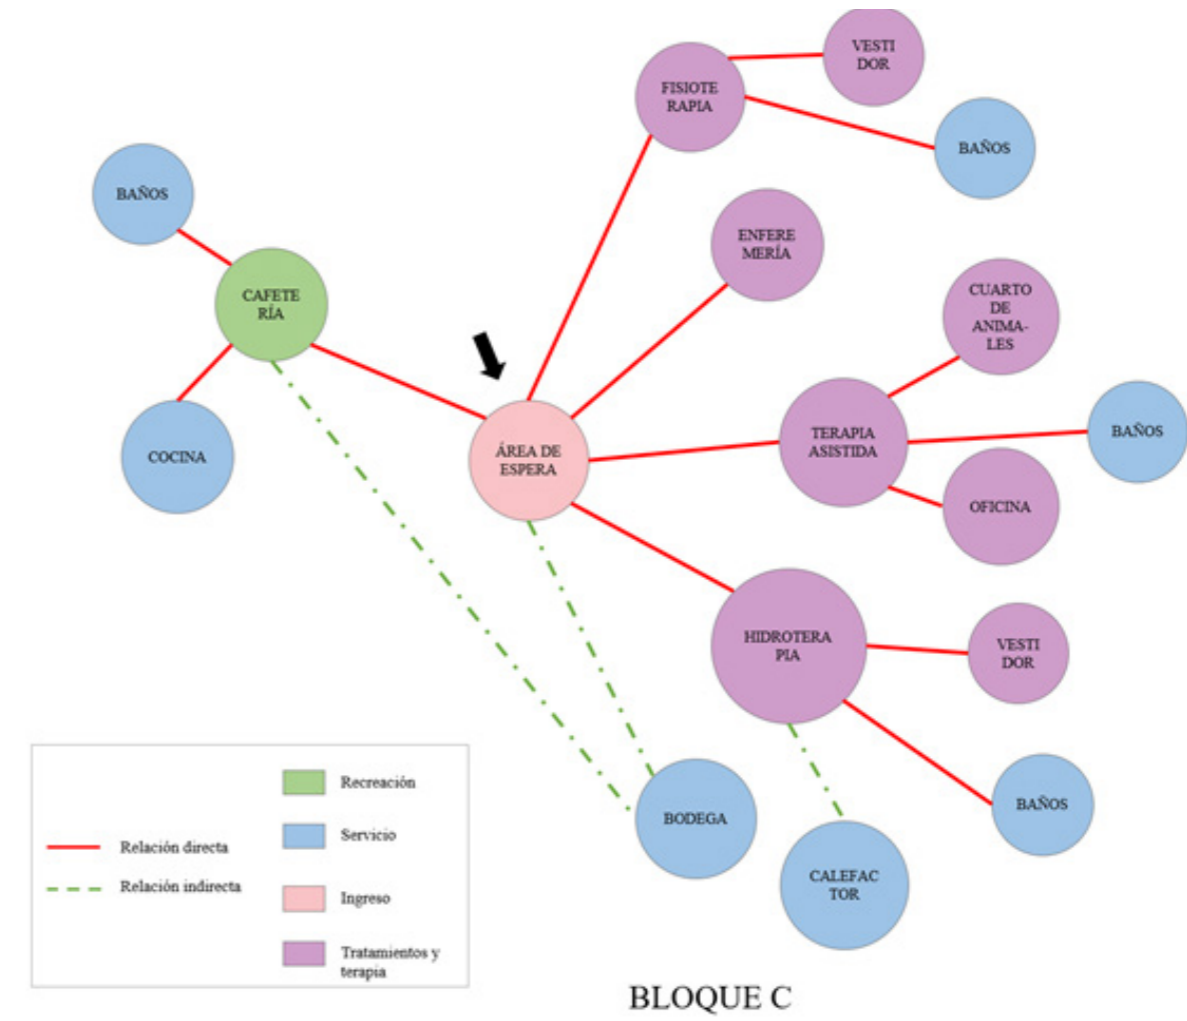 VESTI
DOR
FISIOTE
RAPIA
BAÑOS
BAÑOS
ENFERE
MERÍA
CAFETE
RÍA
CUARTO
DE
ANIMA-
LES
TERAPIA
ASISTIDA
BAÑOS
COCINA
ÁREA DE
ESPERA
OFICINA
HIDROTERA
PIA
VESTI
DOR
BODEGA
BAÑOS
CALEFAC
TOR
Relación directa
Relación indirecta
Recreación
Servicio
Ingreso
Tratamientos y
terapia
BLOQUE C